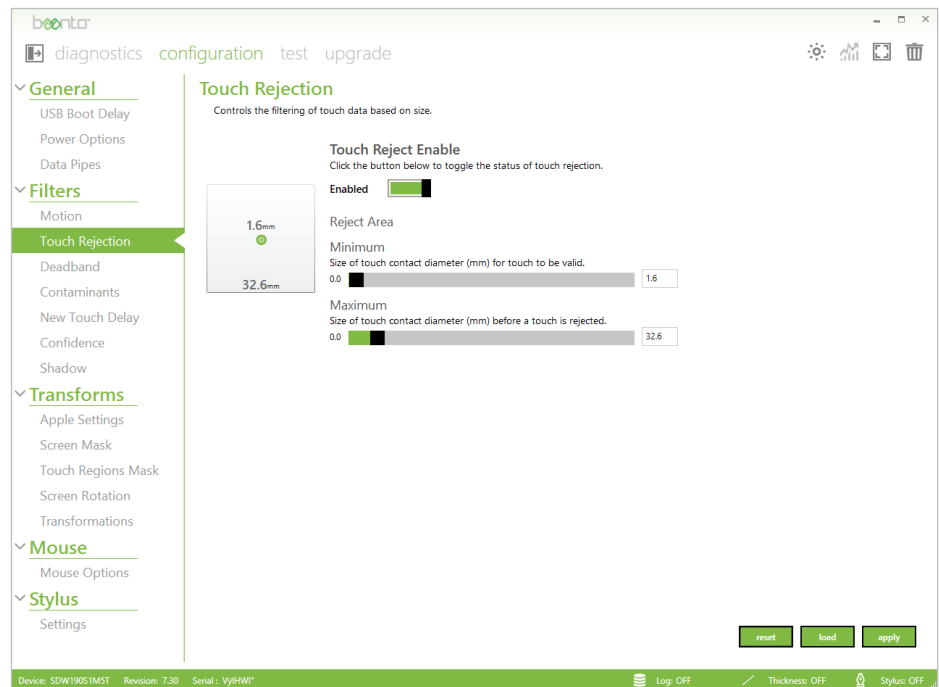 beonto
diagnostics configuration test upgrade
General
USB Boot Delay
Power Options
Data Pipes
Filters
Motion
Touch Rejection
Deadband
Contaminants
New Touch Delay
Confidence
Shadow
Transforms
Apple Settings
Screen Mask
Touch Regions Mask
Screen Rotation
Transformations
Mouse
Mouse Options
Stylus
Settings
Touch Rejection
Controls the filtering of touch data based on size.
Touch Reject Enable
Click the button below to toggle the status of touch rejection.
Enabled
1.6mm
32.6mm
Reject Area
Minimum
Size of touch contact diameter (mm) for touch to be valid.
0.0 1.6
Maximum
Size of touch contact diameter (mm) before a touch is rejected.
0.0 32.6
reset load apply
Device: SDW190S1M5T Revision: 7.30 Serial : VÿIHWI" Log: OFF Thickness: OFF Stylus: OFF